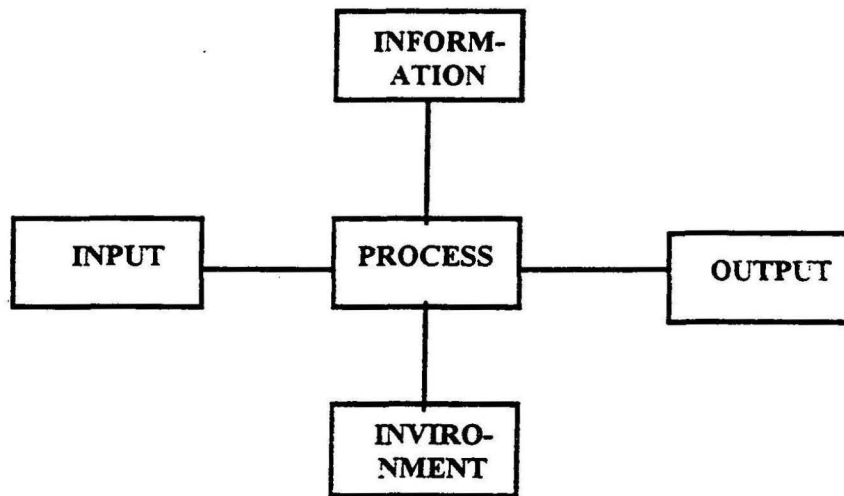 INFORM-
ATION
INPUT
PROCESS
OUTPUT
INVIRO-
NMENT